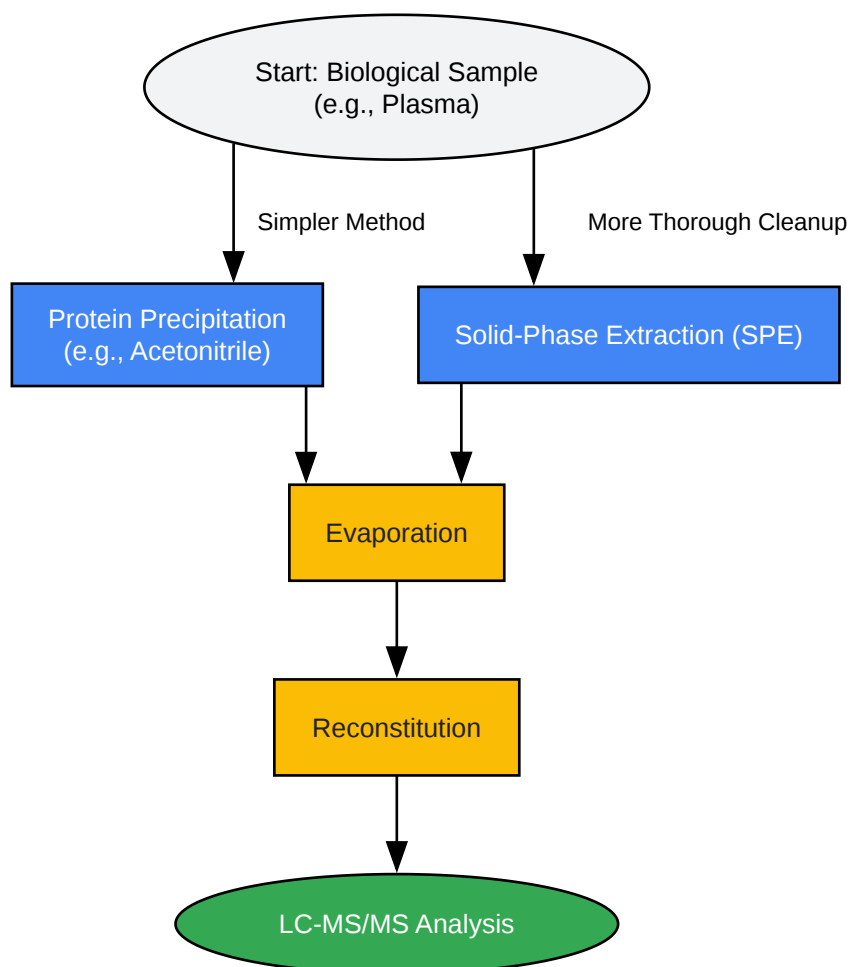 Start: Biological Sample
(e.g., Plasma)
Simpler Method
More Thorough Cleanup
Protein Precipitation
(e.g., Acetonitrile)
Solid-Phase Extraction (SPE)
Evaporation
Reconstitution
LC-MS/MS Analysis